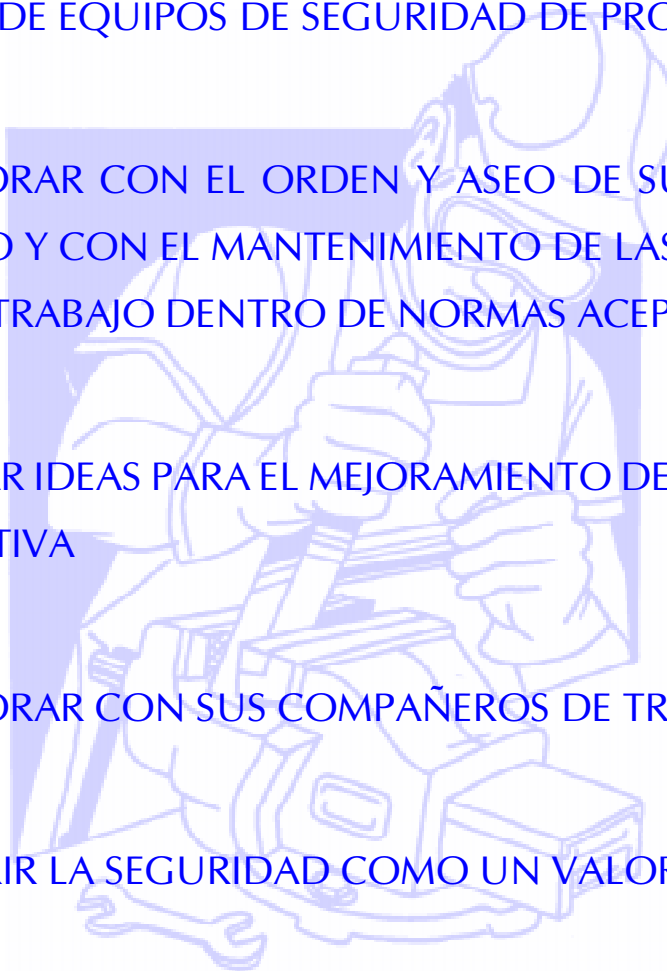 DE EQUIPOS DE SEGURIDAD DE PRO
ORAR CON EL ORDEN Y ASEO DE SU
O Y CON EL MANTENIMIENTO DE LAS
TRABAJO DENTRO DE NORMAS ACEP
AR IDEAS PARA EL MEJORAMIENTO DE
TIVA
ORAR CON SUS COMPAÑEROS DE TR
RIR LA SEGURIDAD COMO UN VALOR